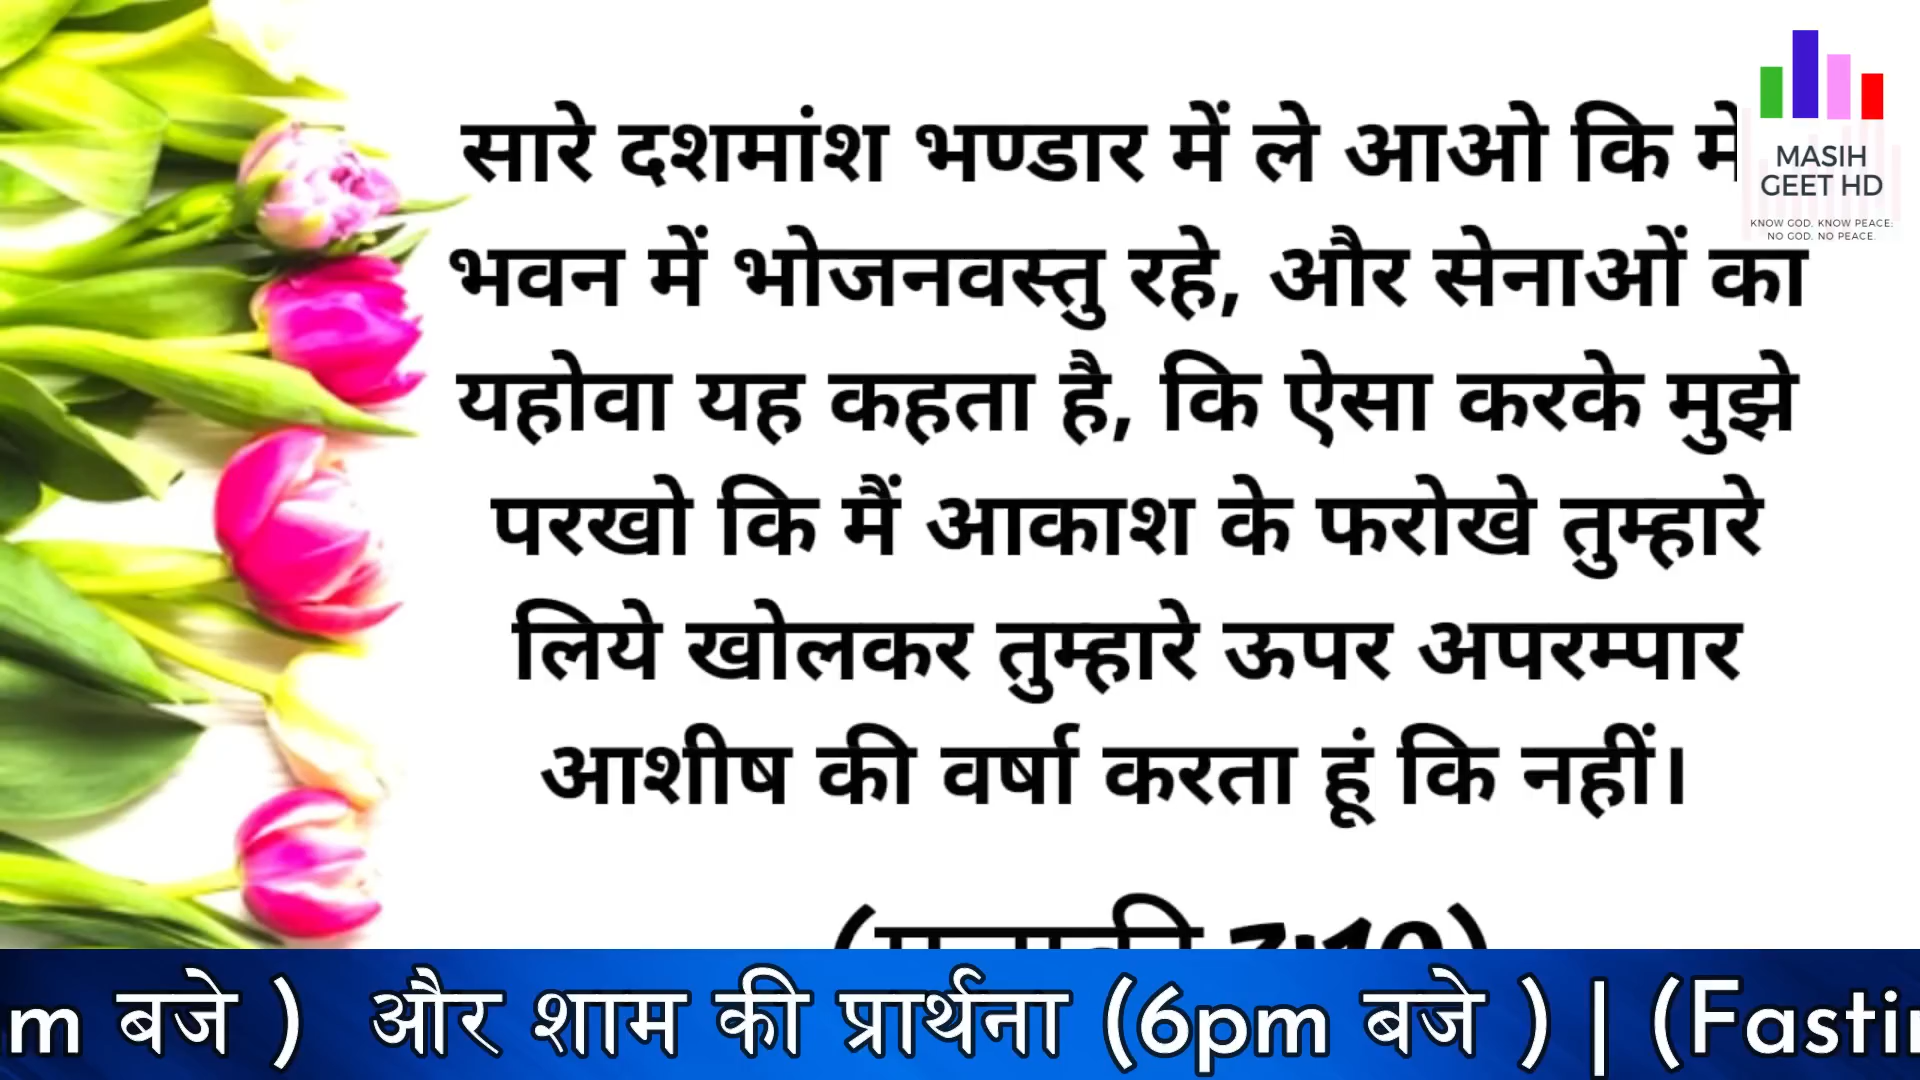 सारे दशमांश भण्डार में ले आओ कि
भवन में भोजनवस्तु रहे, और सेनाओं का
यहोवा यह कहता है, कि ऐसा करके मुझे
परखो कि मैं आकाश के फरोखे तुम्हारे
लिये खोलकर तुम्हारे ऊपर अपरम्पार
आशीष की वर्षा करता हूं कि नहीं।
MASIH
GEET HD
KNOW GOD, KNOW PEACE;
NO GOD, NO PEACE.
बजे ) और शाम की प्रार्थना (6pm बजे ) | (